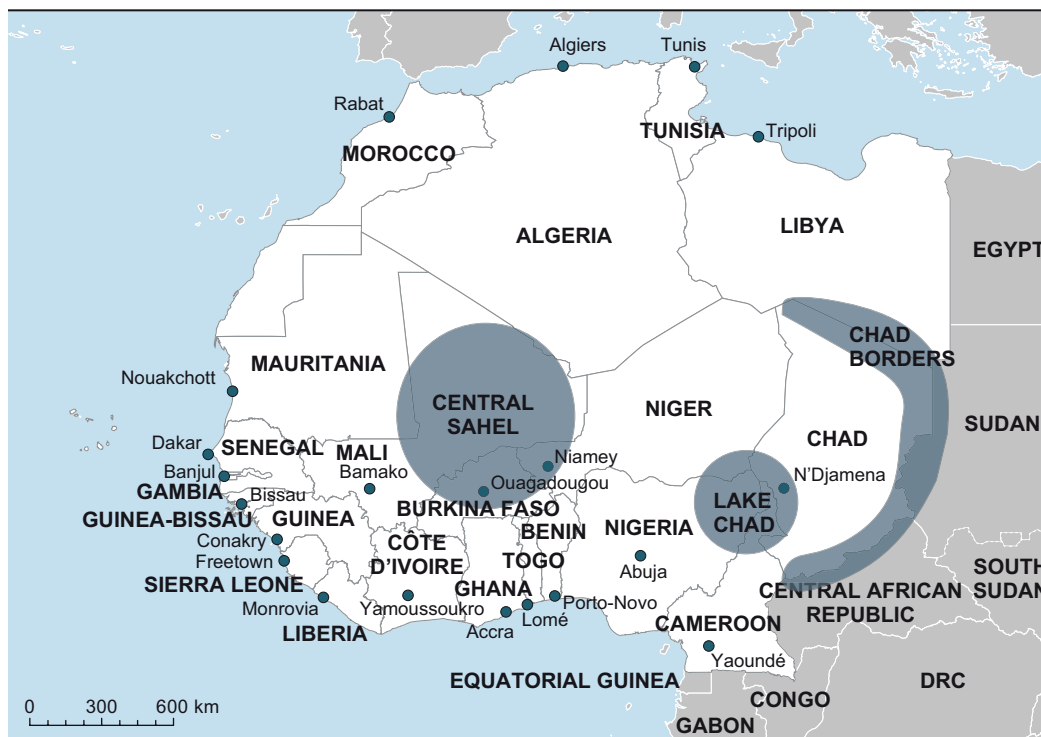 Algiers
Tunis
Rabat
Tripoli
TUNISIA
MOROCCO
LIBYA
ALGERIA
EGYPT
CHAD
BORDERS
MAURITANIA
Nouakchott
CENTRAL
SAHEL
NIGER
SUDAN
CHAD
Dakar
SENEGAL
MALI
Niamey
Banjul
Bamako
N'Djamena
Ouagadougou
GAMBIA
Bissau
BURKINA FASO
LAKE
CHAD
GUINEA-BISSAU
GUINEA
NIGERIA
BENIN
Conakry
CÔTE
D'IVOIRE
Freetown
TOGO
Abuja
SOUTH
SUDAN
SIERRA LEONE
GHANA
CENTRAL AFRICAN
REPUBLIC
Monrovia
Yamoussoukro
Porto-Novo
Lomé
Accra
LIBERIA
CAMEROON
Yaoundé
EQUATORIAL GUINEA
DRC
CONGO
GABON
0 300 600 km